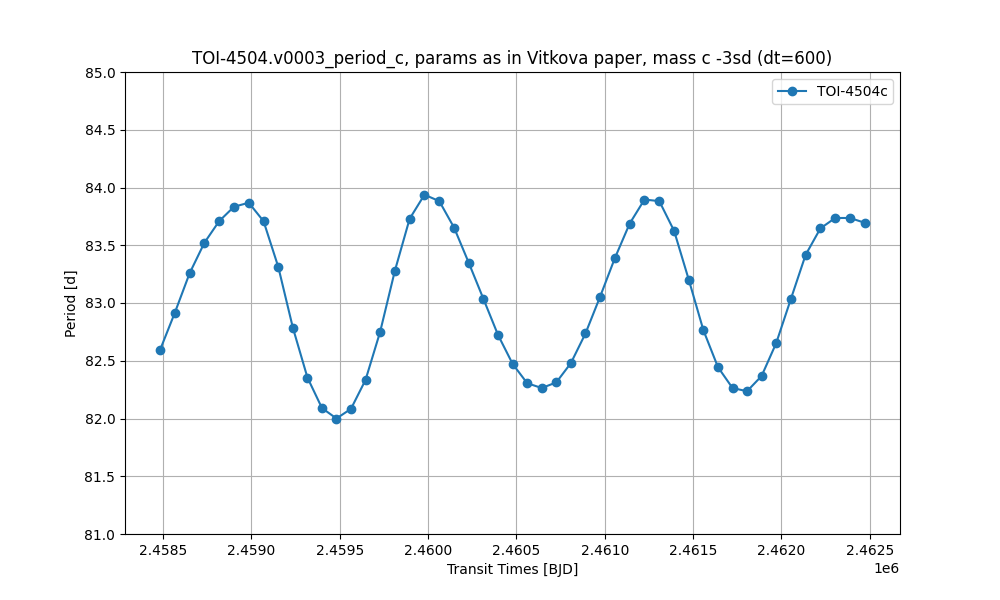 TOI-4504.v0003_period_c, params as in Vitkova paper, mass c -3sd (dt=600)
TOI-4504c
85.0
84.5
84.0
83.5
83.0
82.5
82.0
81.5
81.0
Period [d]
2.4585 2.4590 2.4595 2.4600 2.4605 2.4610 2.4615 2.4620 2.4625
1e6
Transit Times [BJD]